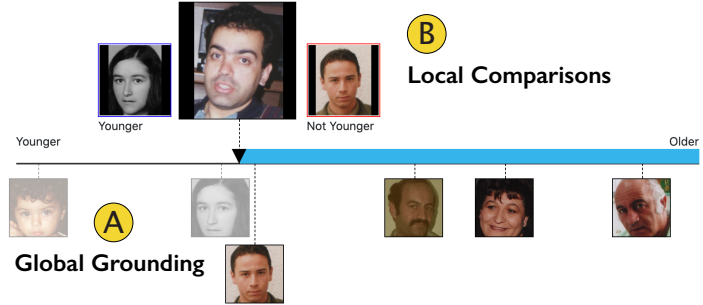 B
Local Comparisons
Younger
Not Younger
Younger
Older
A
Global Grounding